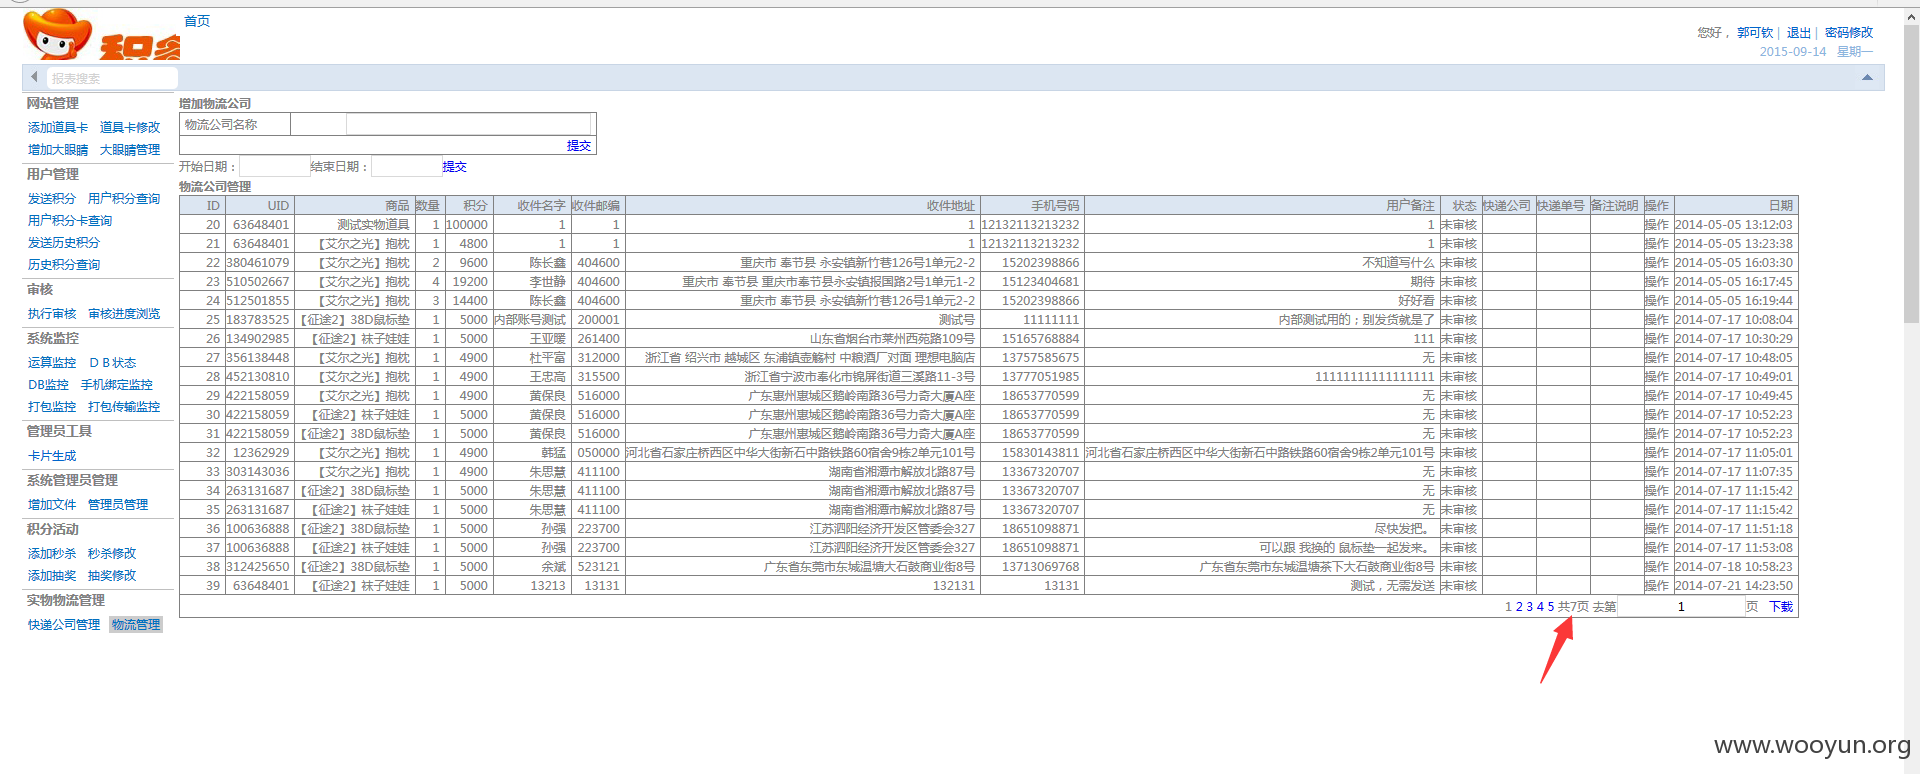 首页
您好， 郭可钦 | 退出 | 密码修改
2015-09-14 星期一
报表搜索
网站管理
添加道具卡 道具卡修改
增加大眼睛 大眼睛管理
用户管理
发送积分 用户积分查询
用户积分卡查询
发送历史积分
历史积分查询
审核
执行审核 审核进度浏览
系统监控
运算监控 ＤＢ状态
DB监控 手机绑定监控
打包监控 打包传输监控
管理员工具
卡片生成
系统管理员管理
增加文件 管理员管理
积分活动
添加秒杀 秒杀修改
添加抽奖 抽奖修改
实物物流管理
快递公司管理 物流管理
增加物流公司
物流公司名称
提交
开始日期： 结束日期： 提交
物流公司管理
ID UID 商品 数量 积分 收件名字 收件邮编 收件地址 手机号码 用户备注 状态 快递公司 快递单号 备注说明 操作 日期
20 63648401 测试实物道具 1 100000 1 1 1 12132113213232 1 未审核 操作 2014-05-05 13:12:03
21 63648401 【艾尔之光】抱枕 1 4800 1 1 1 12132113213232 1 未审核 操作 2014-05-05 13:23:38
22 380461079 【艾尔之光】抱枕 2 9600 陈长鑫 404600 重庆市 奉节县 永安镇新竹巷126号1单元2-2 15202398866 不知道写什么 未审核 操作 2014-05-05 16:03:30
23 510502667 【艾尔之光】抱枕 4 19200 李世静 404600 重庆市 奉节县 重庆市奉节县永安镇报国路2号1单元1-2 15123404681 期待 未审核 操作 2014-05-05 16:17:45
24 512501855 【艾尔之光】抱枕 3 14400 陈长鑫 404600 重庆市 奉节县 永安镇新竹巷126号1单元2-2 15202398866 好好看 未审核 操作 2014-05-05 16:19:44
25 183783525 【征途2】38D鼠标垫 1 5000 内部账号测试 200001 测试号 11111111 内部测试用的；别发货就是了 未审核 操作 2014-07-17 10:08:04
26 134902985 【征途2】袜子娃娃 1 5000 王亚暖 261400 山东省烟台市莱州西苑路109号 15165768884 111 未审核 操作 2014-07-17 10:30:29
27 356138448 【艾尔之光】抱枕 1 4900 杜平富 312000 浙江省 绍兴市 越城区 东浦镇壶觞村 中粮酒厂对面 理想电脑店 13757585675 无 未审核 操作 2014-07-17 10:48:05
28 452130810 【艾尔之光】抱枕 1 4900 王忠高 315500 浙江省宁波市奉化市锦屏街道三溪路11-3号 13777051985 11111111111111111 未审核 操作 2014-07-17 10:49:01
29 422158059 【艾尔之光】抱枕 1 4900 黄保良 516000 广东惠州惠城区鹅岭南路36号力奇大厦A座 18653770599 无 未审核 操作 2014-07-17 10:49:45
30 422158059 【征途2】袜子娃娃 1 5000 黄保良 516000 广东惠州惠城区鹅岭南路36号力奇大厦A座 18653770599 无 未审核 操作 2014-07-17 10:52:23
31 422158059 【征途2】38D鼠标垫 1 5000 黄保良 516000 广东惠州惠城区鹅岭南路36号力奇大厦A座 18653770599 无 未审核 操作 2014-07-17 10:52:23
32 12362929 【艾尔之光】抱枕 1 4900 韩猛 050000 河北省石家庄桥西区中华大街新石中路铁路60宿舍9栋2单元101号 15830143811 河北省石家庄桥西区中华大街新石中路铁路60宿舍9栋2单元101号 未审核 操作 2014-07-17 11:05:01
33 303143036 【艾尔之光】抱枕 1 4900 朱思慧 411100 湖南省湘潭市解放北路87号 13367320707 无 未审核 操作 2014-07-17 11:07:35
34 263131687 【征途2】38D鼠标垫 1 5000 朱思慧 411100 湖南省湘潭市解放北路87号 13367320707 无 未审核 操作 2014-07-17 11:15:42
35 263131687 【征途2】袜子娃娃 1 5000 朱思慧 411100 湖南省湘潭市解放北路87号 13367320707 无 未审核 操作 2014-07-17 11:15:42
36 100636888 【征途2】38D鼠标垫 1 5000 孙强 223700 江苏泗阳经济开发区管委会327 18651098871 尽快发把。 未审核 操作 2014-07-17 11:51:18
37 100636888 【征途2】袜子娃娃 1 5000 孙强 223700 江苏泗阳经济开发区管委会327 18651098871 可以跟 我换的 鼠标垫一起发来。 未审核 操作 2014-07-17 11:53:08
38 312425650 【征途2】38D鼠标垫 1 5000 余斌 523121 广东省东莞市东城温塘大石鼓商业街8号 13713069768 广东省东莞市东城温塘茶下大石鼓商业街8号 未审核 操作 2014-07-18 10:58:23
39 63648401 【征途2】袜子娃娃 1 5000 13213 13131 132131 13131 测试，无需发送 未审核 操作 2014-07-21 14:23:50
1 2 3 4 5 共7页 去第 1 页 下载
www.wooyun.org